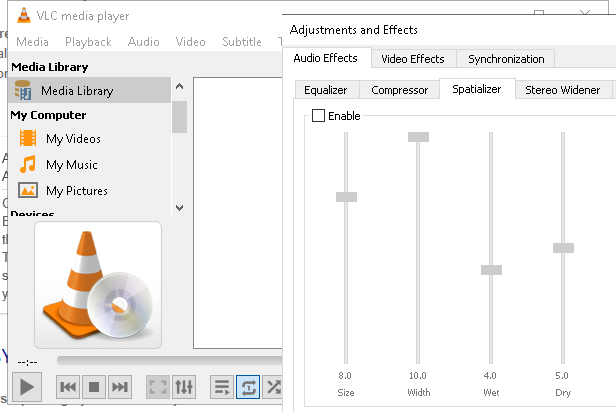 VLC media player
Media Playback Audio Video Subtitle
Media Library
Media Library
My Computer
My Videos
My Music
My Pictures
Devices
--:--
Adjustments and Effects
Audio Effects Video Effects Synchronization
Equalizer Compressor Spatializer Stereo Widener
Enable
8.0 10.0 4.0 5.0
Size Width Wet Dry